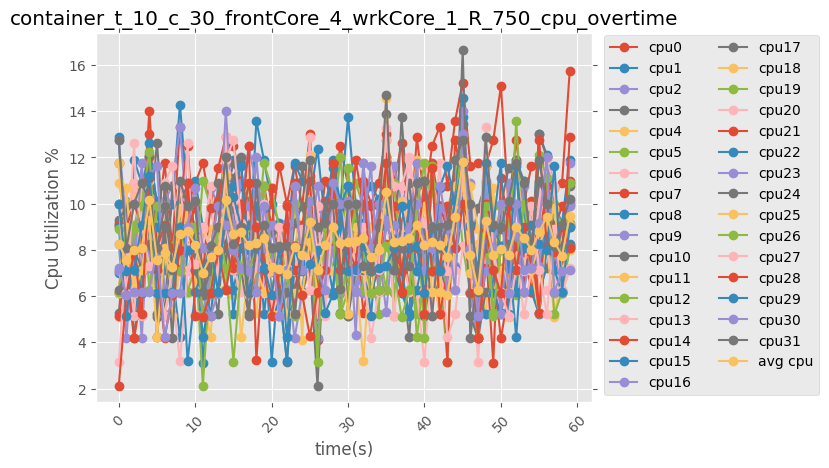 container_t_10_c_30_frontCore_4_wrkCore_1_R_750_cpu_overtime
Cpu Utilization %
16
14
12
10
8
6
4
2
0
10
20
30
40
50
60
time(s)
cpu0
cpu1
cpu2
cpu3
cpu4
cpu5
cpu6
cpu7
cpu8
cpu9
cpu10
cpu11
cpu12
cpu13
cpu14
cpu15
cpu16
cpu17
cpu18
cpu19
cpu20
cpu21
cpu22
cpu23
cpu24
cpu25
cpu26
cpu27
cpu28
cpu29
cpu30
cpu31
avg cpu